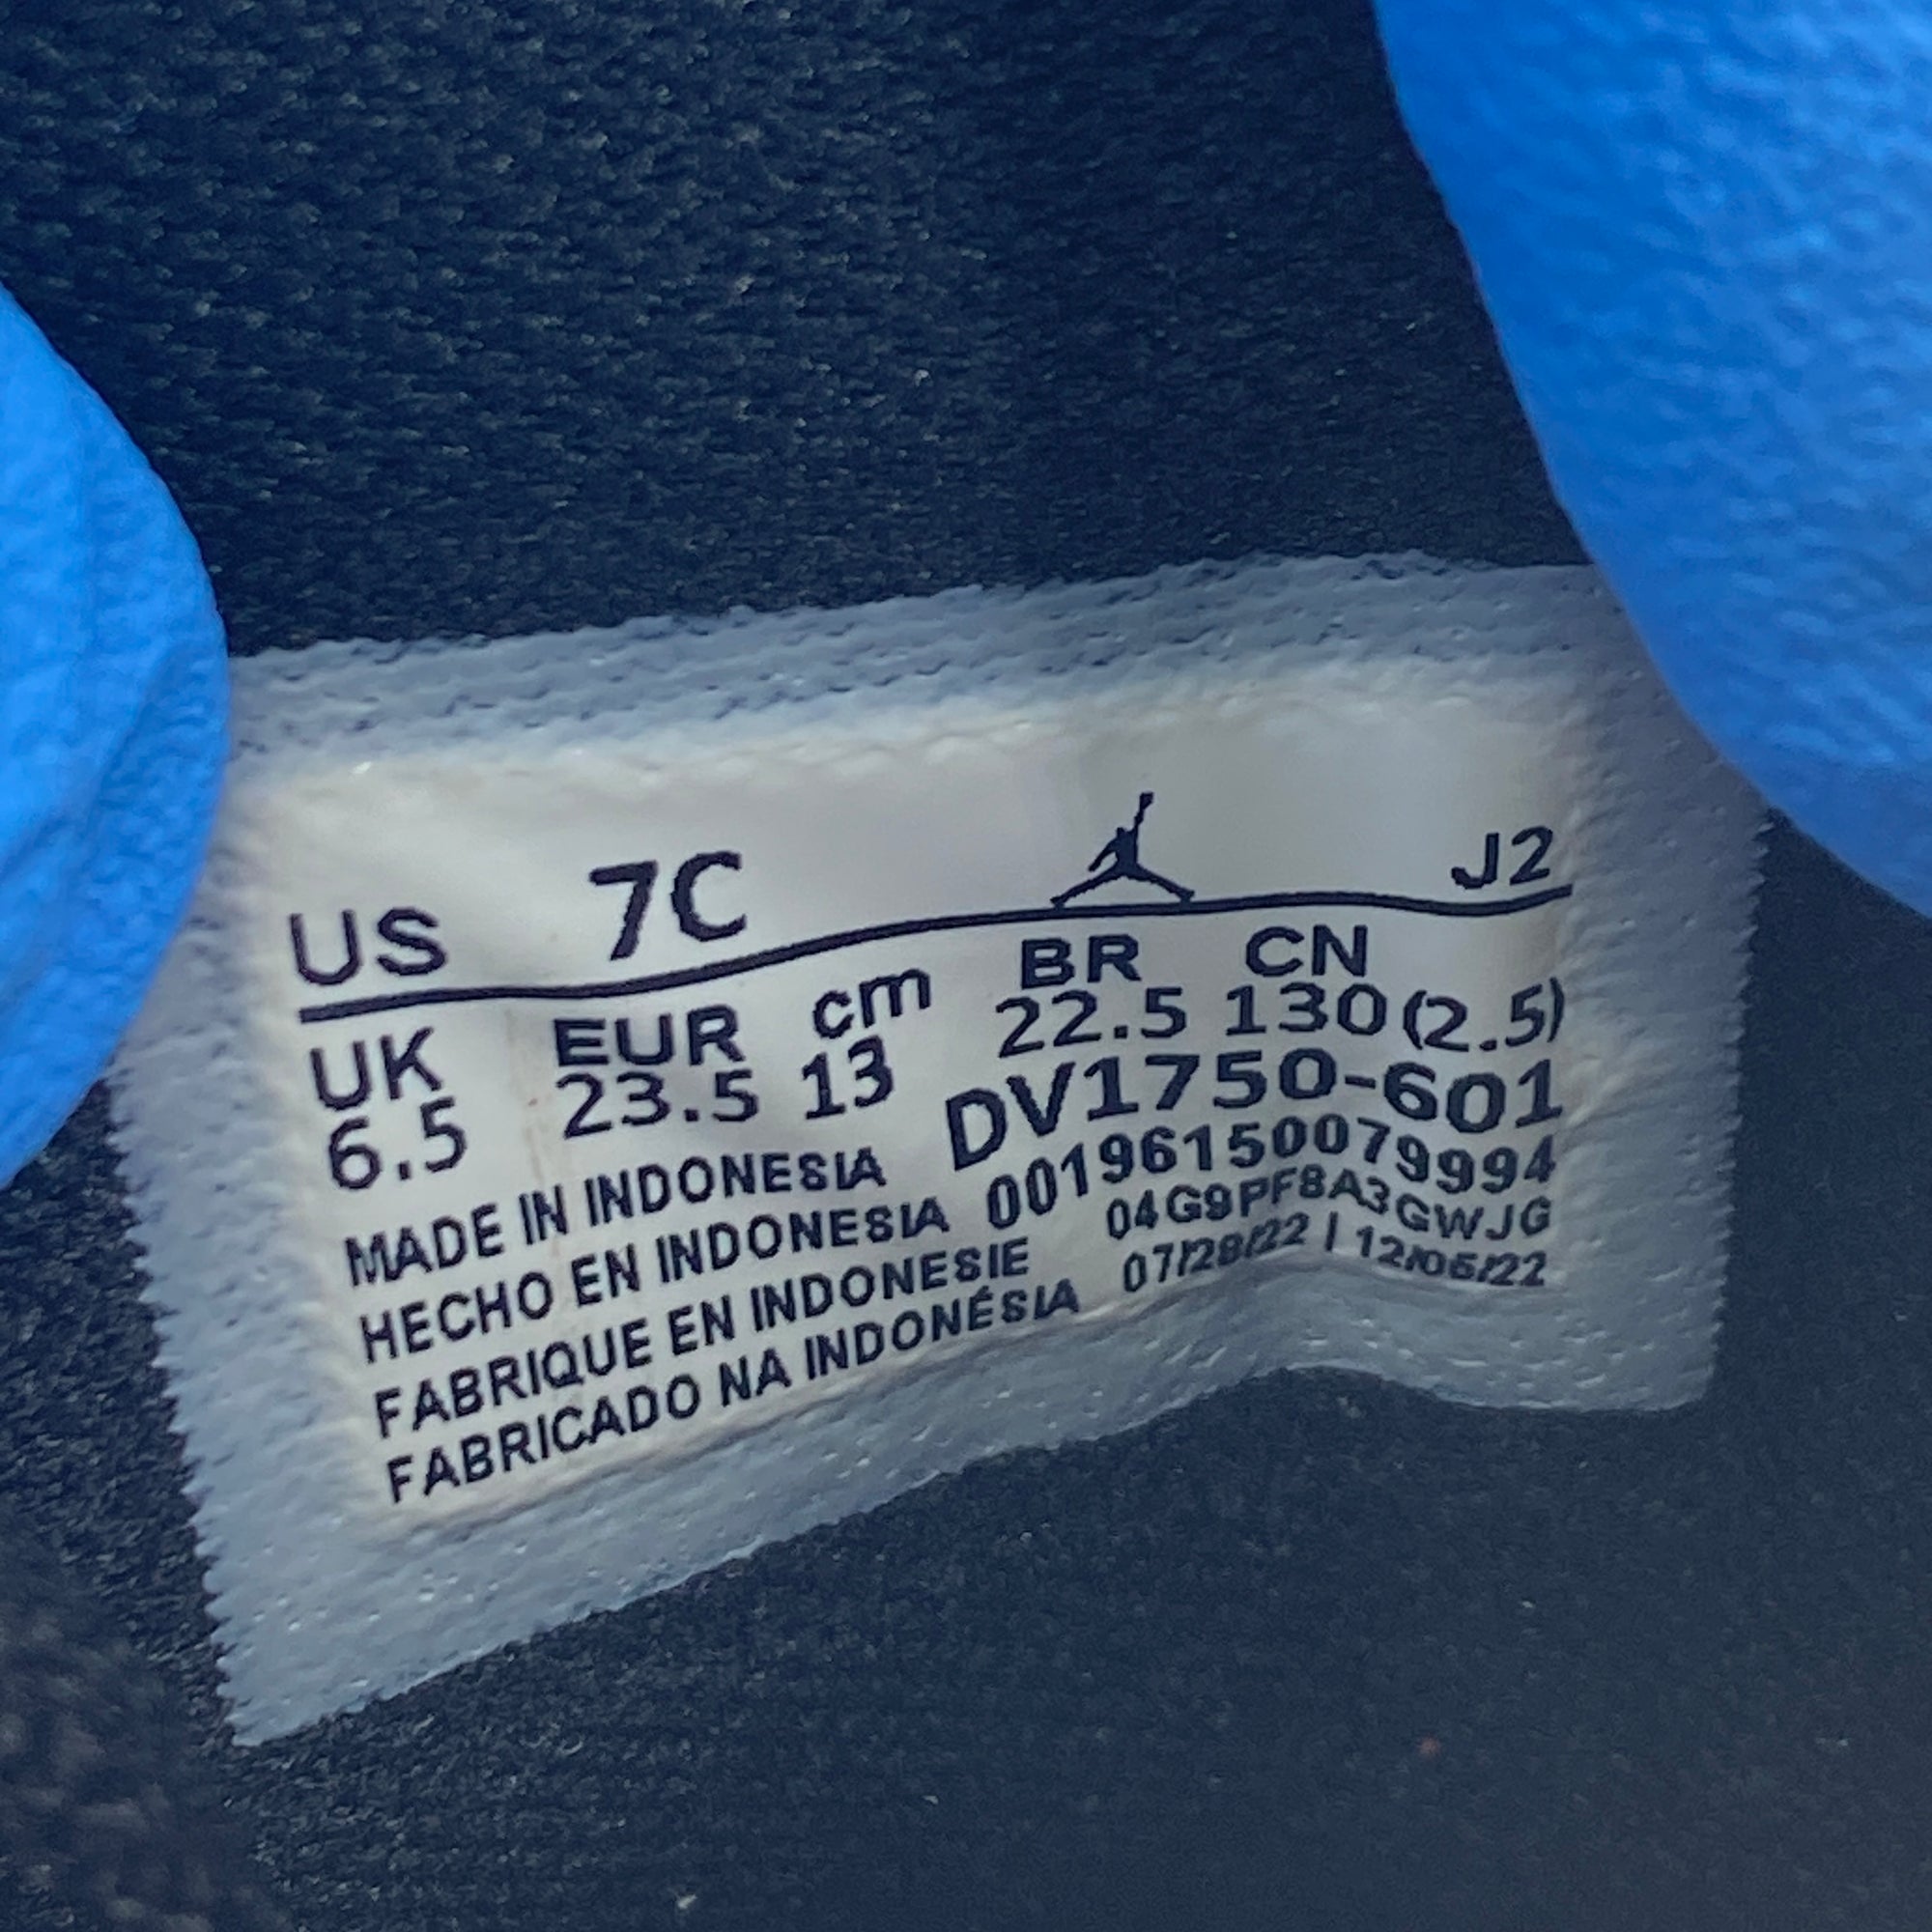 US 7C J2
UK EUR cm BR CN
6.5 23.5 13 22.5 130(2.5)
MADE IN INDONESIA DV1750-601
HECHO EN INDONESIA 00196150079994
FABRIQUE EN INDONESIE 04G9PF8A3GWJG
FABRICADO NA INDONÉSIA 07/28/22 | 12/06/22